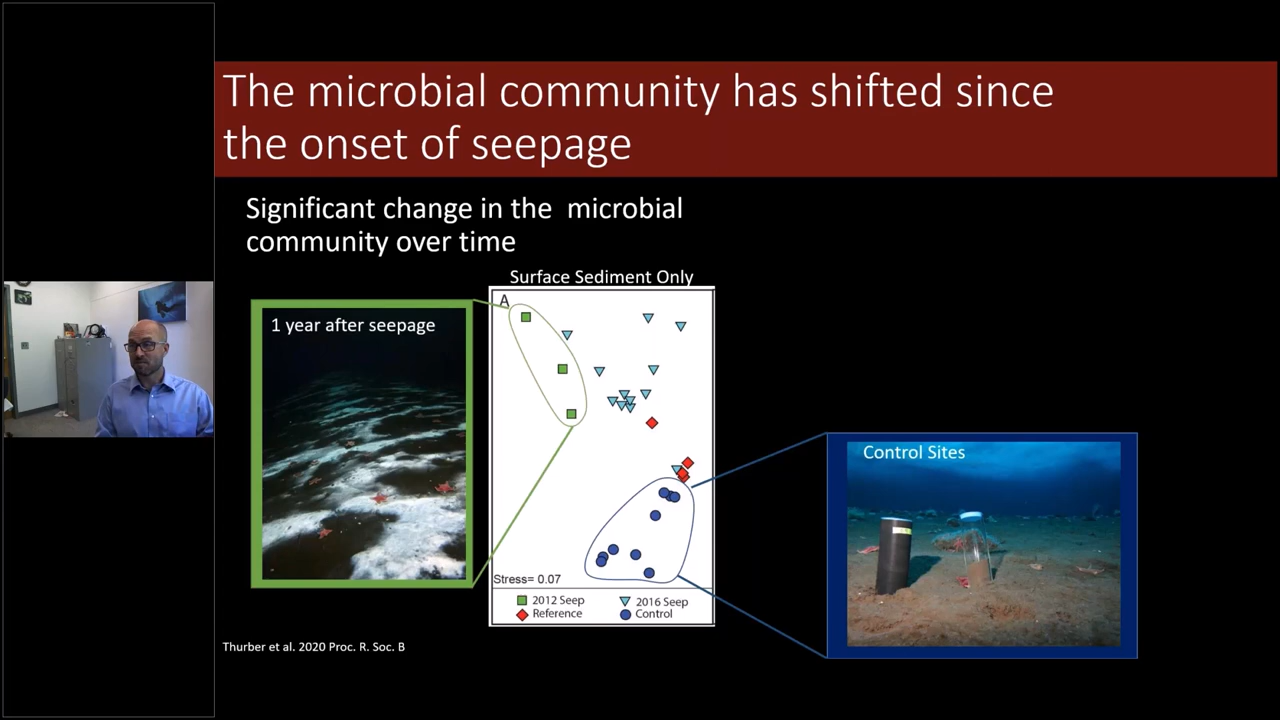 The microbial community has shifted since
the onset of seepage
Significant change in the microbial
community over time
Surface Sediment Only
A
1 year after seepage
Control Sites
Stress= 0.07
2012 Seep
2016 Seep
Reference
Control
Thurber et al. 2020 Proc. R. Soc. B